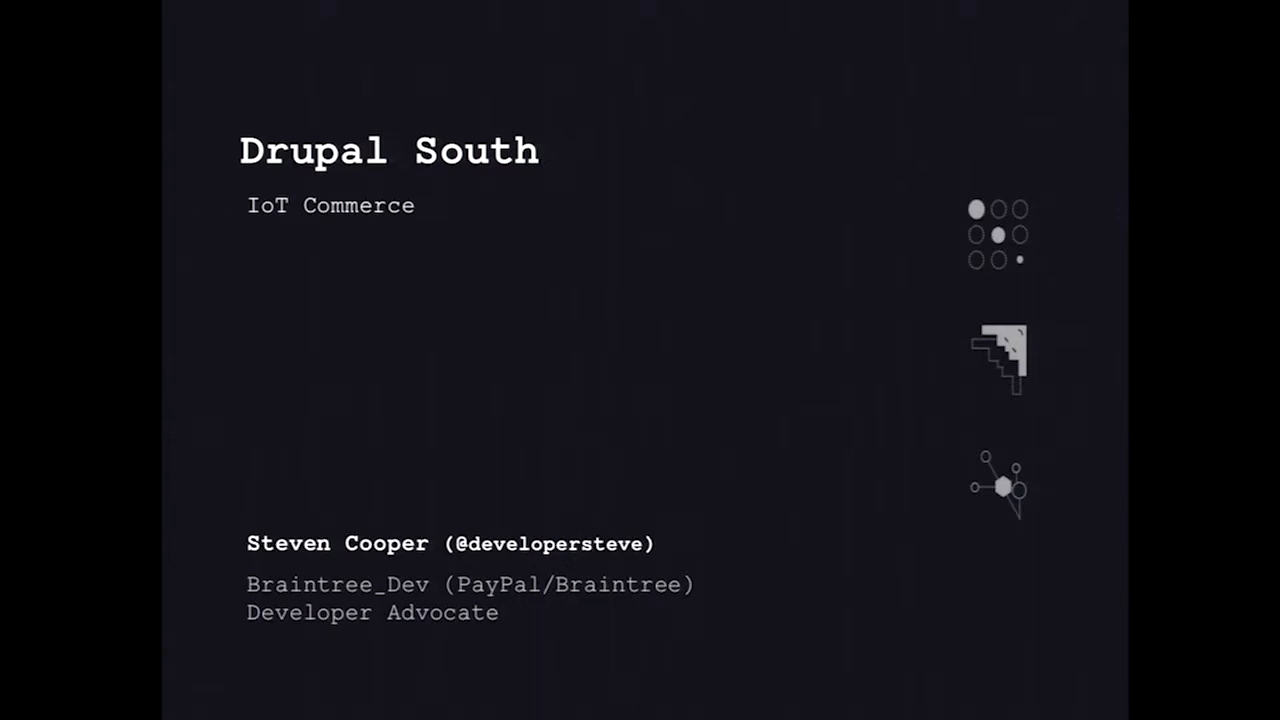 Drupal South
IoT Commerce
Steven Cooper (@developersteve)
Braintree_Dev (PayPal/Braintree)
Developer Advocate